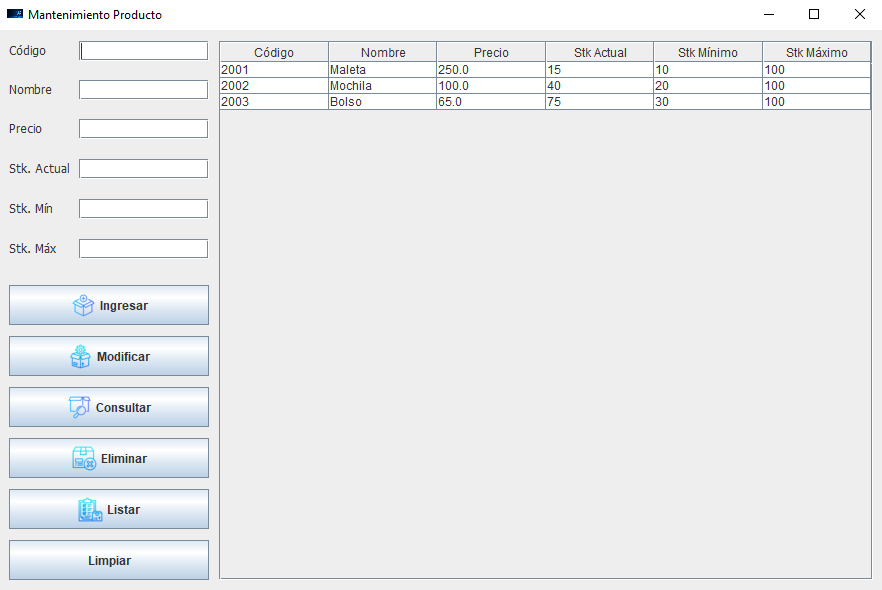 Mantenimiento Producto
Código
Nombre
Precio
Stk. Actual
Stk. Mín
Stk. Máx
Ingresar
Modificar
Consultar
Eliminar
Listar
Limpiar
Código Nombre Precio Stk Actual Stk Mínimo Stk Máximo
2001 Maleta 250.0 15 10 100
2002 Mochila 100.0 40 20 100
2003 Bolso 65.0 75 30 100